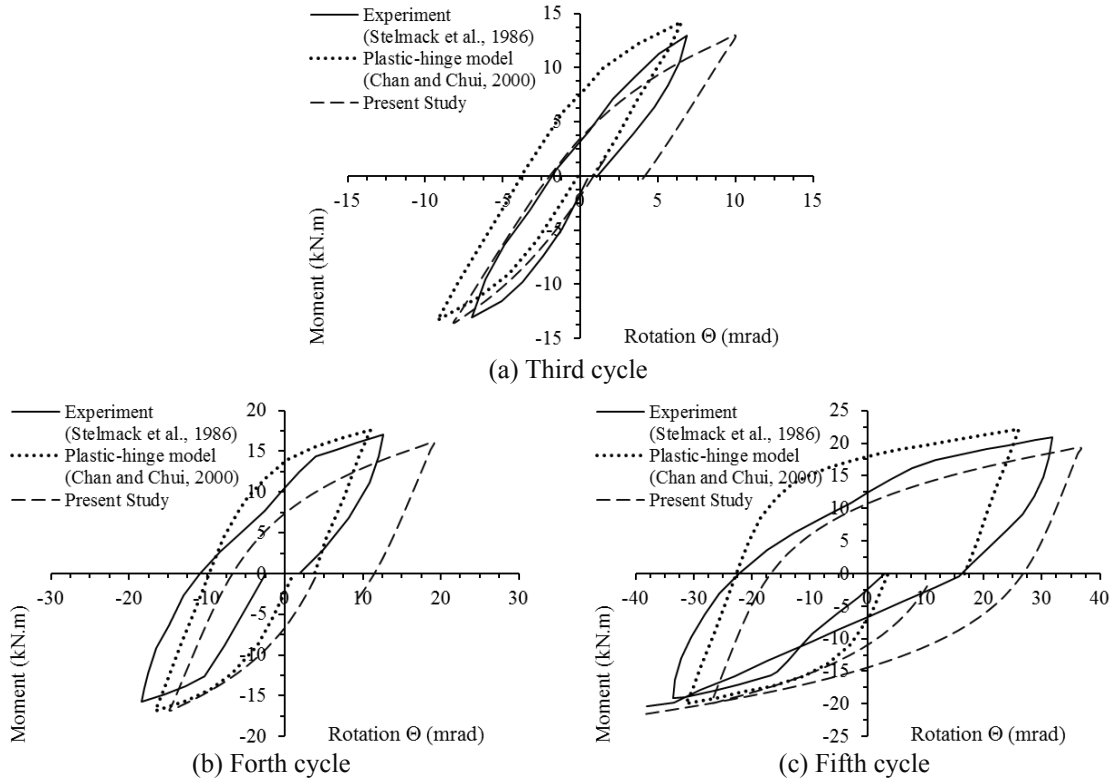 Experiment
(Stelmack et al., 1986)
Plastic-hinge model
(Chan and Chui, 2000)
Present Study
15
10
5
0
-5
-10
-15
-15 -10 -5 0 5 10 15
Moment (kN.m)
Rotation Θ (mrad)
(a) Third cycle
Experiment
(Stelmack et al., 1986)
Plastic-hinge model
(Chan and Chui, 2000)
Present Study
20
15
10
5
0
-5
-10
-15
-20
-30 -20 -10 0 10 20 30
Moment (kN.m)
Rotation Θ (mrad)
(b) Forth cycle
Experiment
(Stelmack et al., 1986)
Plastic-hinge model
(Chan and Chui, 2000)
Present Study
25
20
15
10
5
0
-5
-10
-15
-20
-25
-40 -30 -20 -10 0 10 20 30 40
Moment (kN.m)
Rotation Θ (mrad)
(c) Fifth cycle